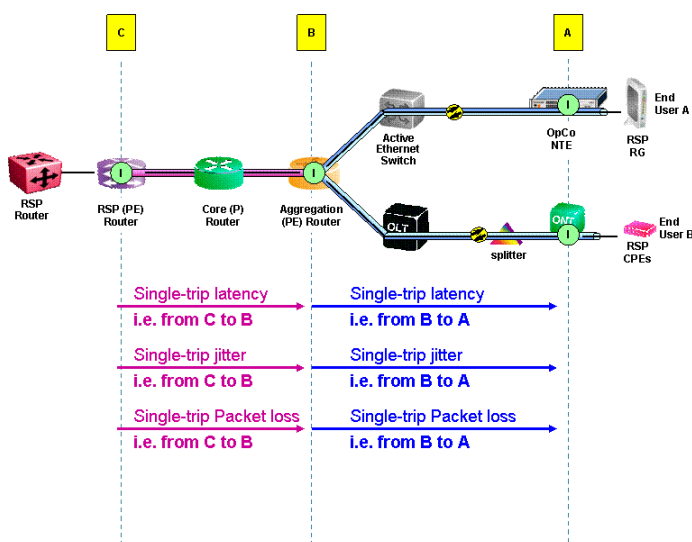 C
B
A
I
I
I
I
End
User A
RSP
RG
OpCo
NTE
Active
Ethernet
Switch
RSP
Router
RSP (PE)
Router
Core (P)
Router
Aggregation
(PE) Router
OLT
splitter
ONT
RSP
CPEs
End
User B
Single-trip latency
i.e. from C to B
Single-trip latency
i.e. from B to A
Single-trip jitter
i.e. from C to B
Single-trip jitter
i.e. from B to A
Single-trip Packet loss
i.e. from C to B
Single-trip Packet loss
i.e. from B to A